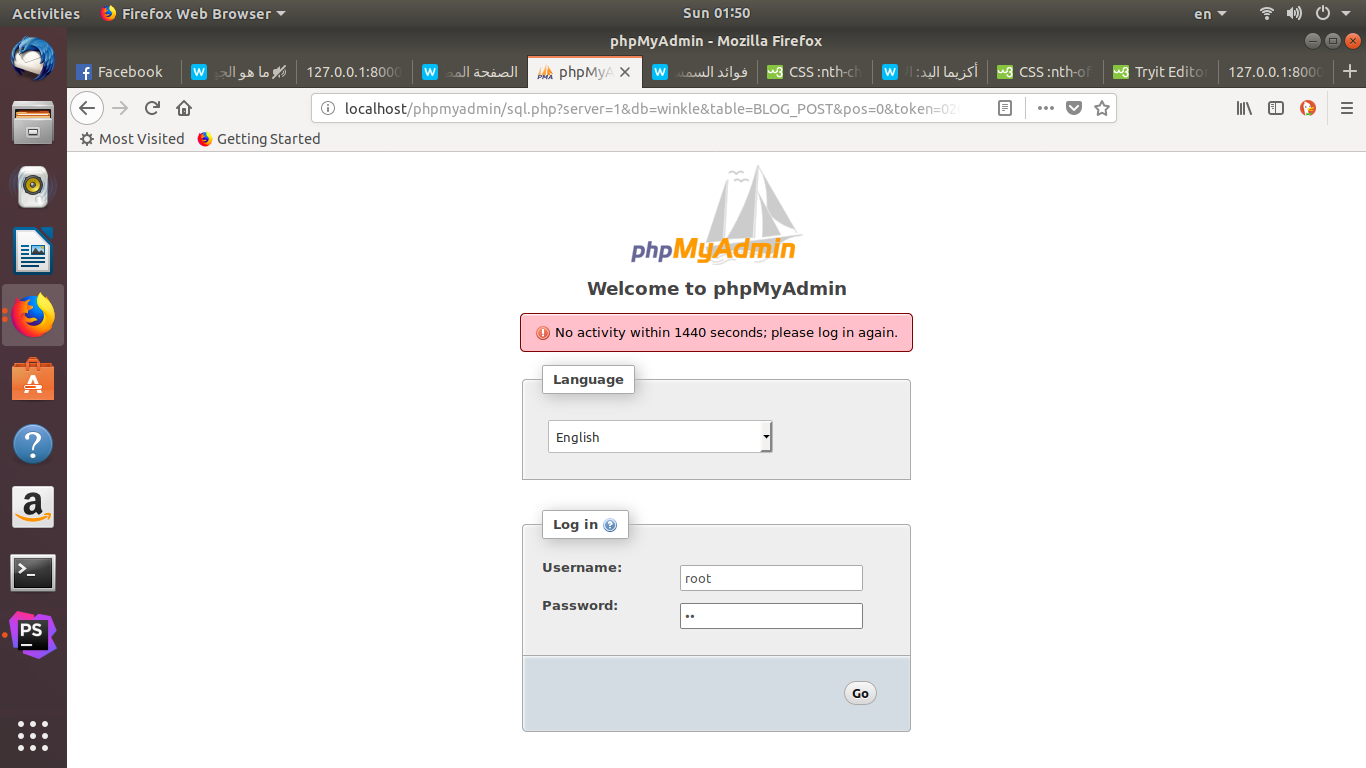 Activities Firefox Web Browser Sun 01:50 en
phpMyAdmin - Mozilla Firefox
Facebook ما هو 127.0.0.1:8000 الصفحة phpMyA فوائد CSS :nth-ch أكزيما اليد: CSS :nth-of Tryit Editor 127.0.0.1:8000
localhost/phpmyadmin/sql.php?server=1&db=winkle&table=BLOG_POST&pos=0&token=02
Most Visited Getting Started
phpMyAdmin
Welcome to phpMyAdmin
No activity within 1440 seconds; please log in again.
Language
English
Log in
Username:
root
Password:
••
Go